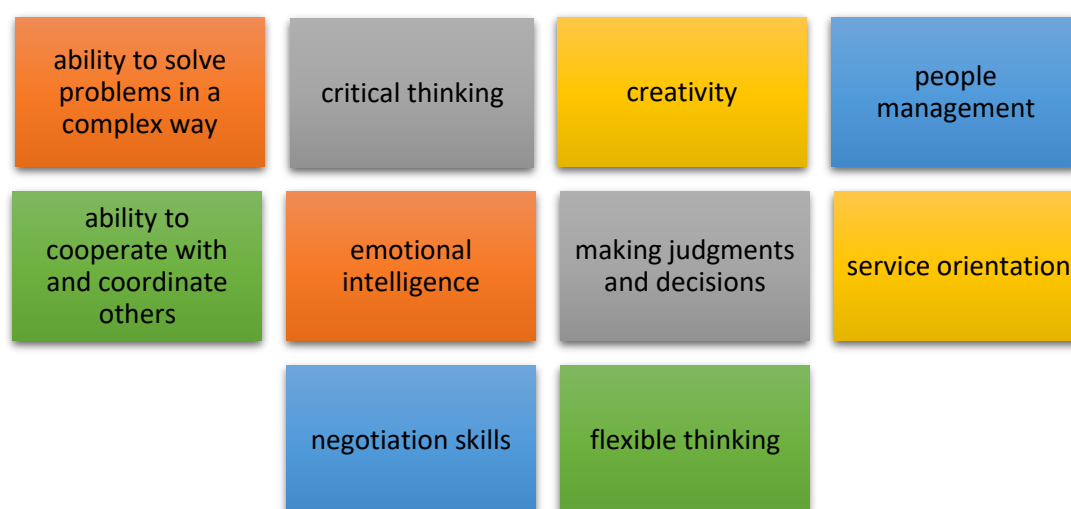 ability to solve
problems in a
complex way
critical thinking
creativity
people
management
ability to
cooperate with
and coordinate
others
emotional
intelligence
making judgments
and decisions
service orientation
negotiation skills
flexible thinking